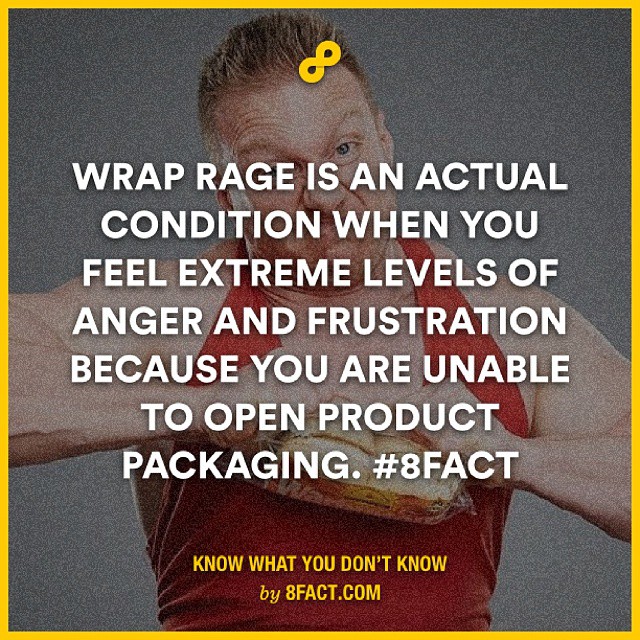 WRAP RAGE IS AN ACTUAL
CONDITION WHEN YOU
FEEL EXTREME LEVELS OF
ANGER AND FRUSTRATION
BECAUSE YOU ARE UNABLE
TO OPEN PRODUCT
PACKAGING. #8FACT
KNOW WHAT YOU DON'T KNOW
by 8FACT.COM